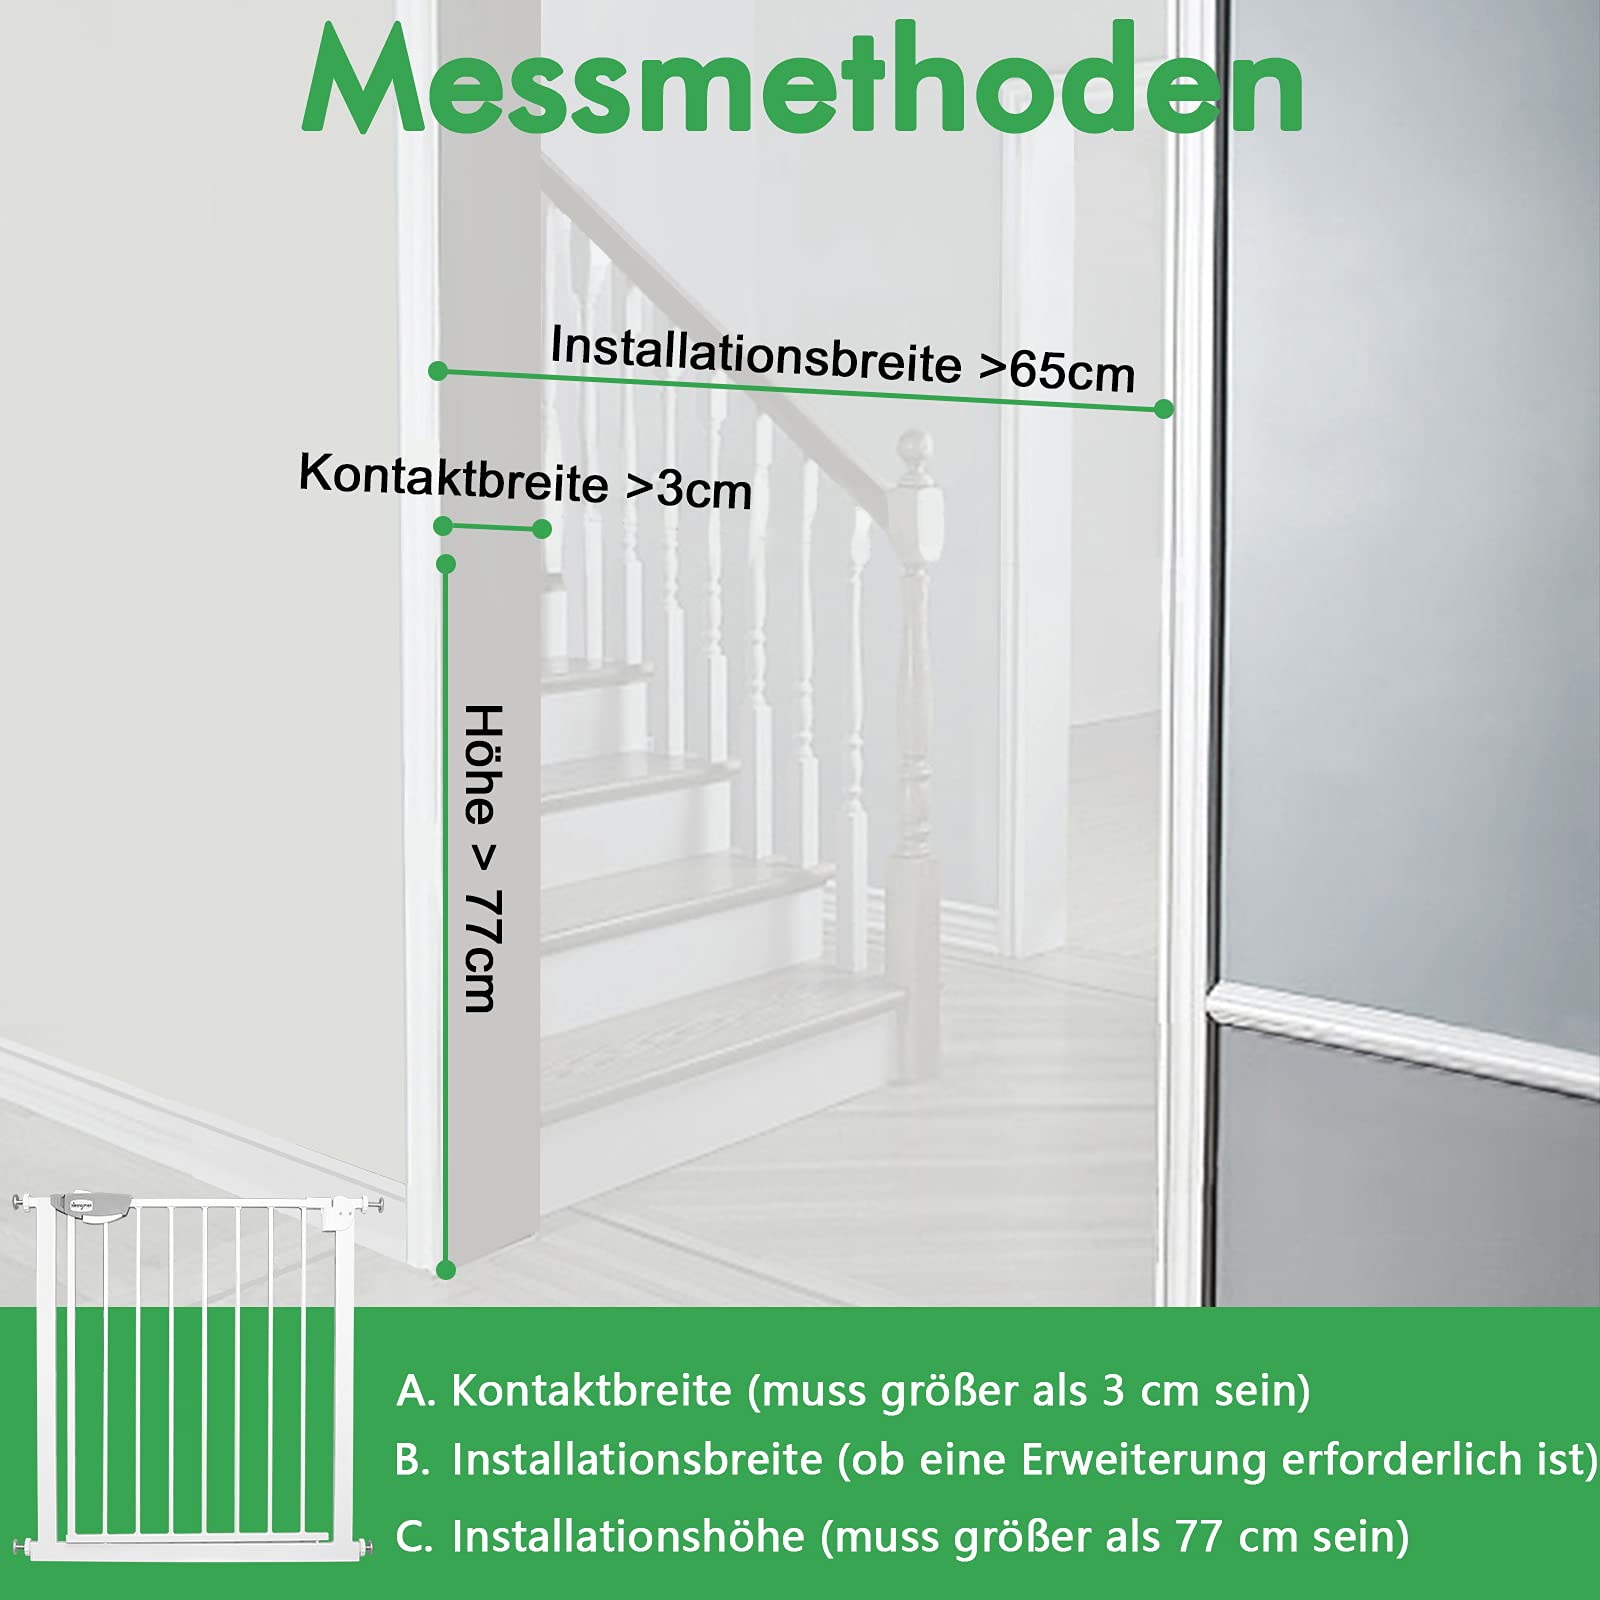 Messmethoden
Installationsbreite >65cm
Kontaktbreite >3cm
Höhe > 77cm
A. Kontaktbreite (muss größer als 3 cm sein)
B. Installationsbreite (ob eine Erweiterung erforderlich ist)
C. Installationshöhe (muss größer als 77 cm sein)